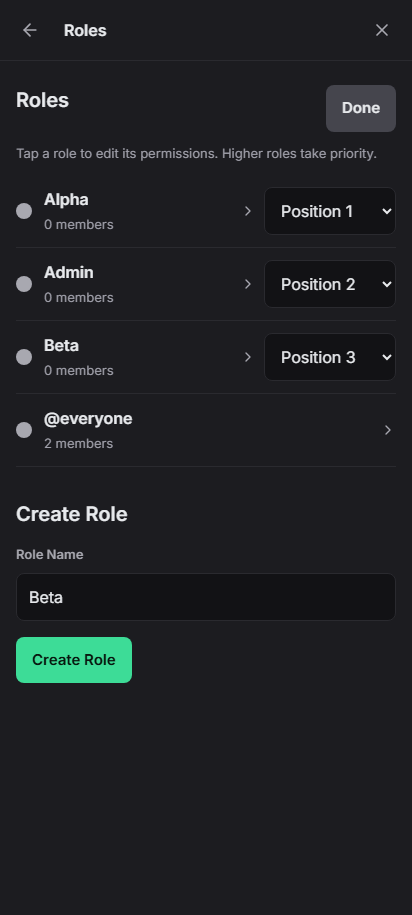 Roles
Roles
Done
Tap a role to edit its permissions. Higher roles take priority.
Alpha
0 members
Position 1
Admin
0 members
Position 2
Beta
0 members
Position 3
@everyone
2 members
Create Role
Role Name
Beta
Create Role